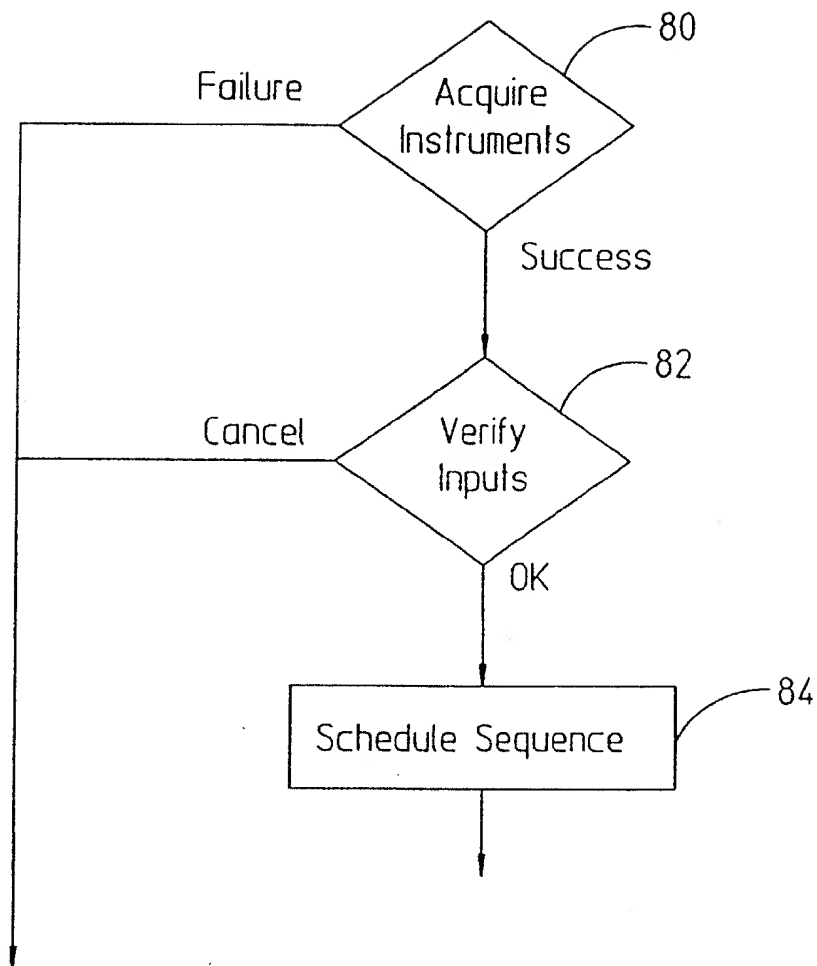 80
Failure
Acquire
Instruments
Success
82
Cancel
Verify
Inputs
OK
84
Schedule Sequence